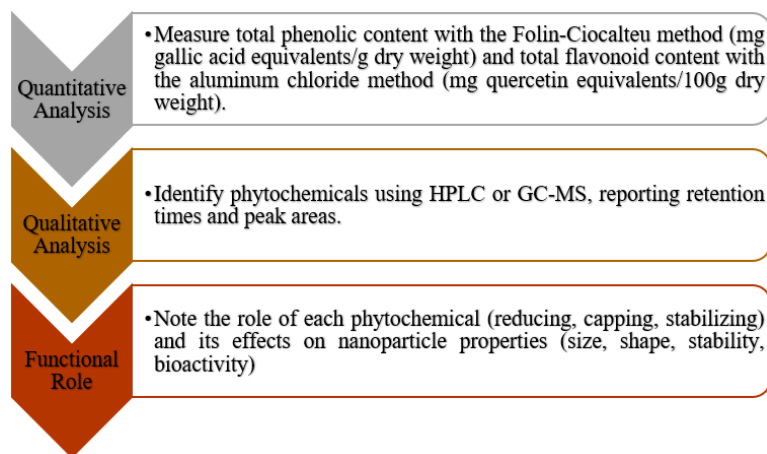 Quantitative
Analysis
•Measure total phenolic content with the Folin-Ciocalteu method (mg
gallic acid equivalents/g dry weight) and total flavonoid content with
the aluminum chloride method (mg quercetin equivalents/100g dry
weight).
Qualitative
Analysis
•Identify phytochemicals using HPLC or GC-MS, reporting retention
times and peak areas.
Functional
Role
•Note the role of each phytochemical (reducing, capping, stabilizing)
and its effects on nanoparticle properties (size, shape, stability,
bioactivity)